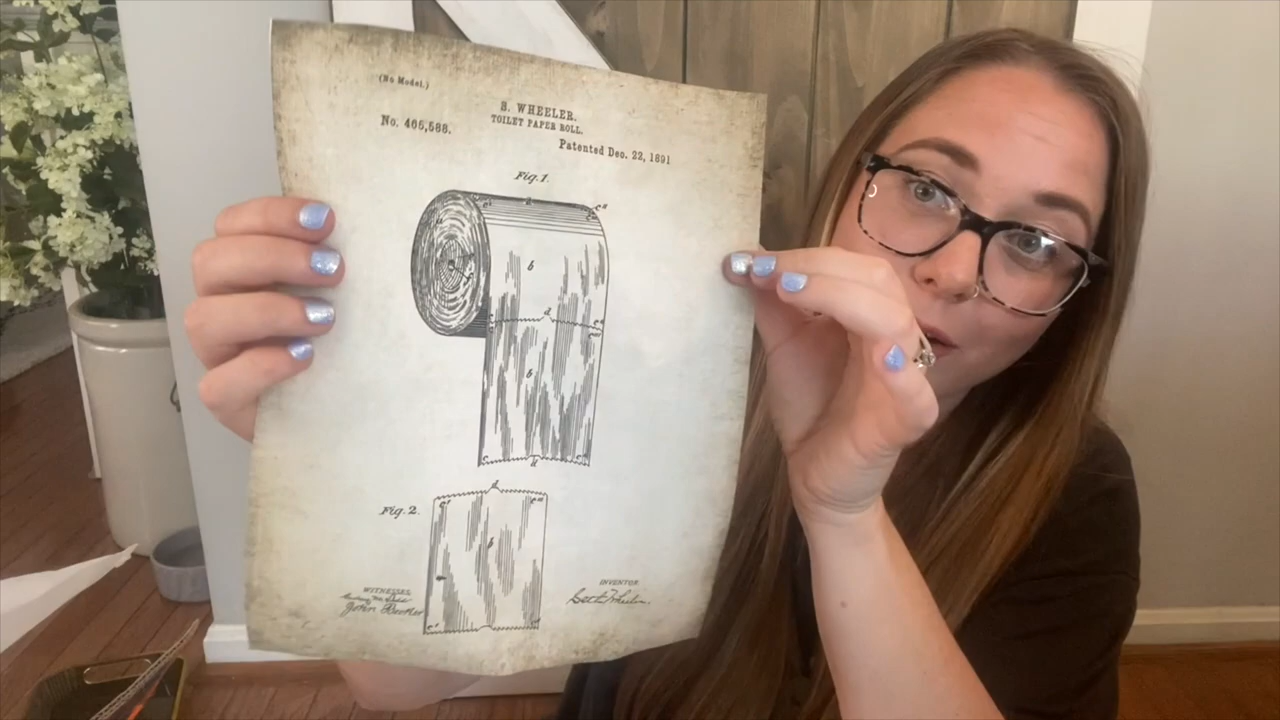 (No Model.)
S. WHEELER.
TOILET PAPER ROLL.
No. 465,588.
Patented Dec. 22, 1891
Fig. 1.
b
d
b
d
Fig. 2.
d
b
WITNESSES
INVENTOR